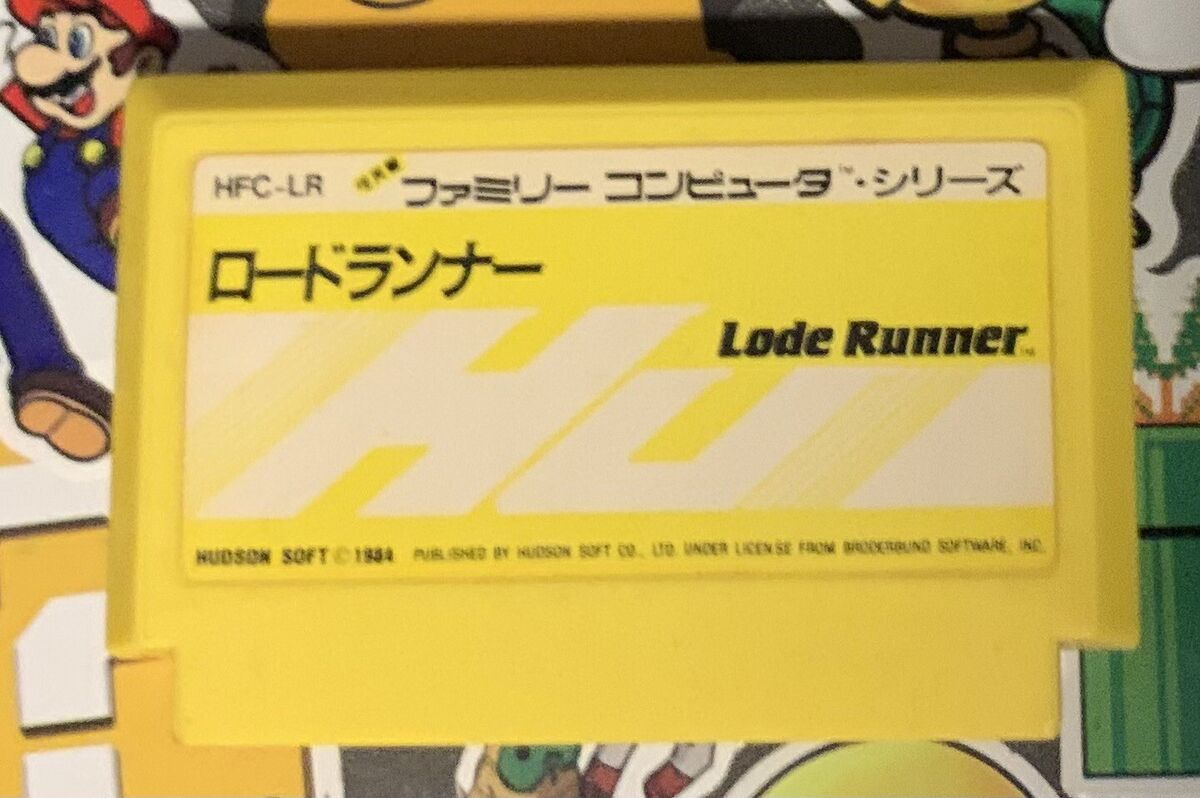 HFC-LR ファミリー コンピュータ™・シリーズ
ロードランナー
Lode Runner™
HU
HUDSON SOFT © 1984 PUBLISHED BY HUDSON SOFT CO., LTD. UNDER LICENSE FROM BRODERBUND SOFTWARE, INC.